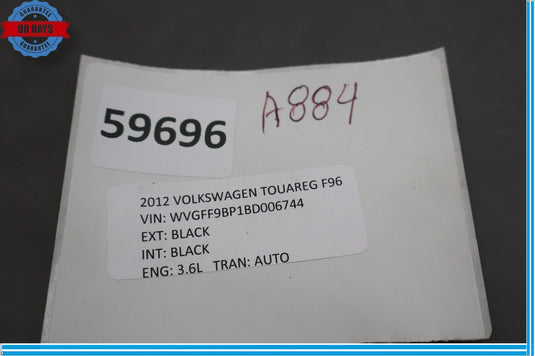 GUARANTEE
90 DAYS
GUARANTEE
59696
A884
2012 VOLKSWAGEN TOUAREG F96
VIN: WVGFF9BP1BD006744
EXT: BLACK
INT: BLACK
ENG: 3.6L TRAN: AUTO